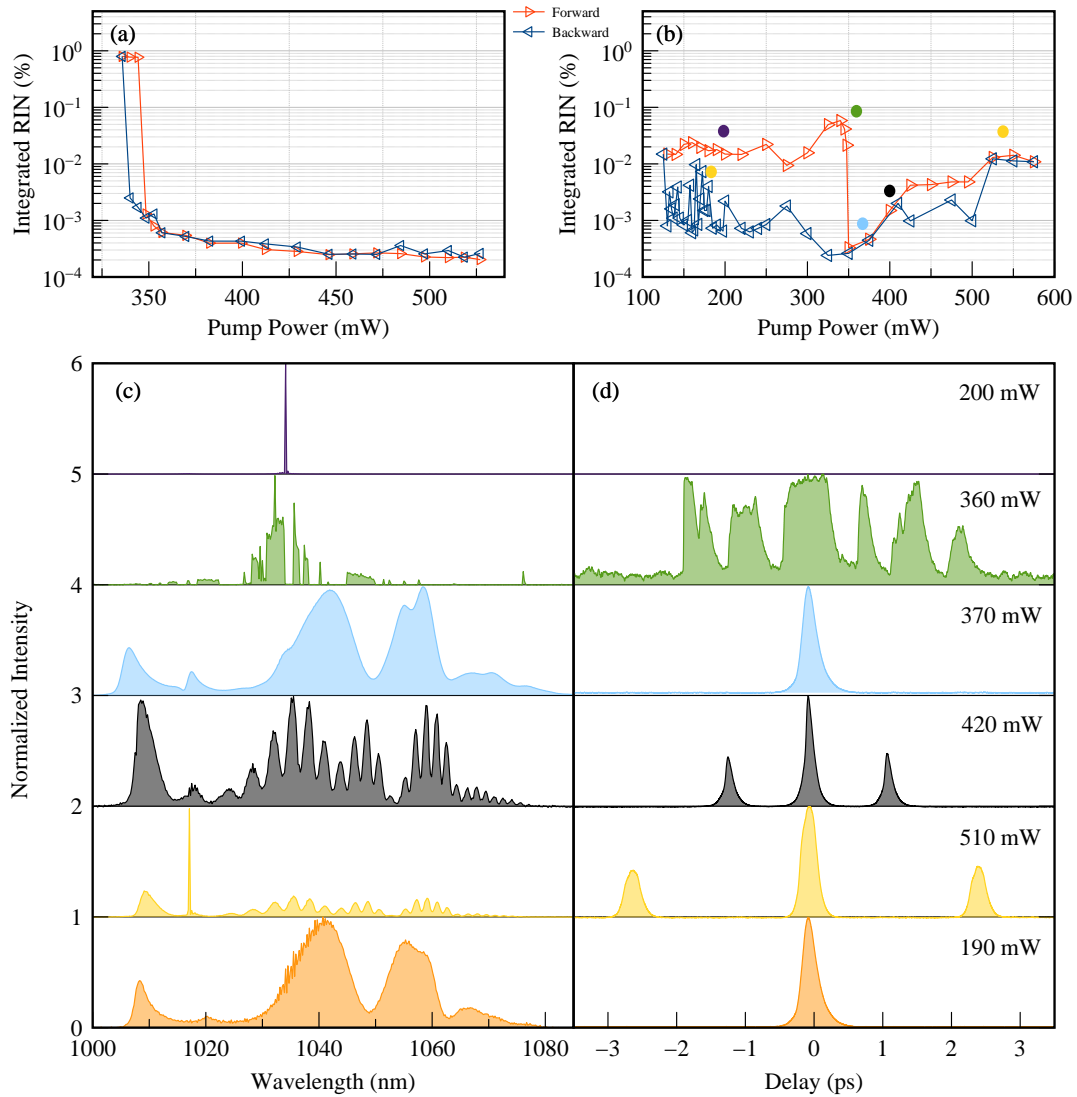 (a)
Forward
Backward
(b)
Integrated RIN (%)
10^0
10^-1
10^-2
10^-3
10^-4
350
400
450
500
Pump Power (mW)
Integrated RIN (%)
10^0
10^-1
10^-2
10^-3
10^-4
100
200
300
400
500
600
Pump Power (mW)
(c)
(d)
200 mW
360 mW
370 mW
420 mW
510 mW
190 mW
Normalized Intensity
6
5
4
3
2
1
0
1000
1020
1040
1060
1080
Wavelength (nm)
−3
−2
−1
0
1
2
3
Delay (ps)